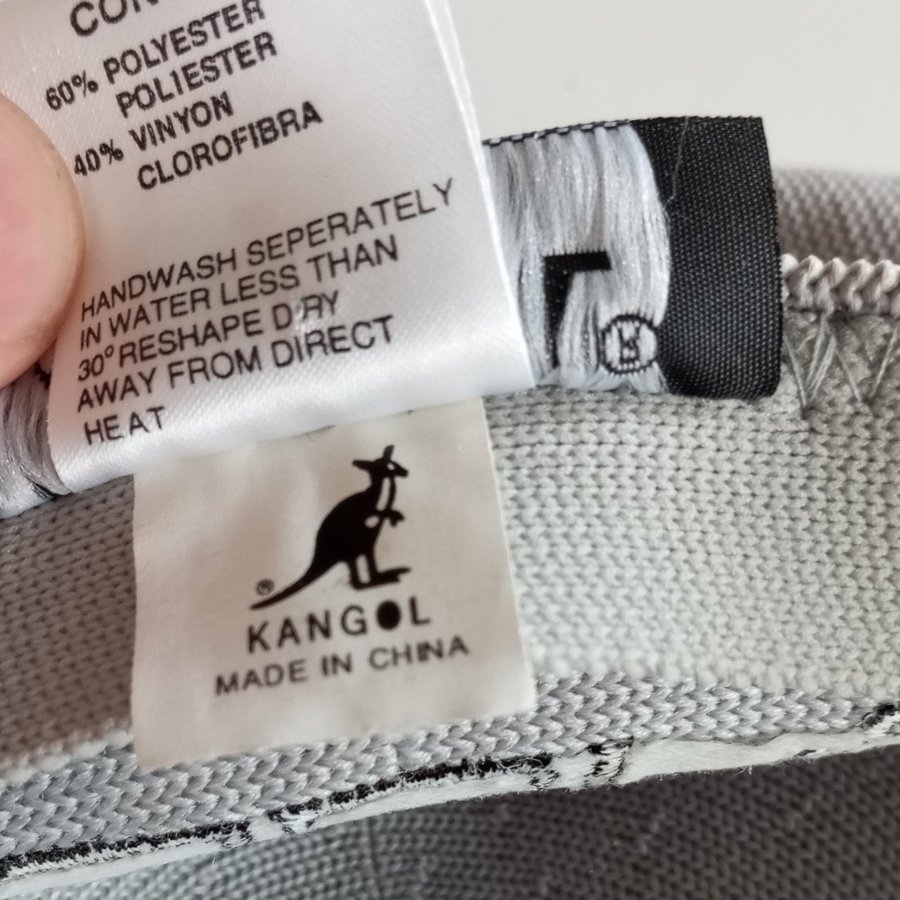 60% POLYESTER
POLIESTER
40% VINYON
CLOROFIBRA
HANDWASH SEPERATELY
IN WATER LESS THAN
30° RESHAPE DRY
AWAY FROM DIRECT
HEAT
L
®
®
KANGOL
MADE IN CHINA